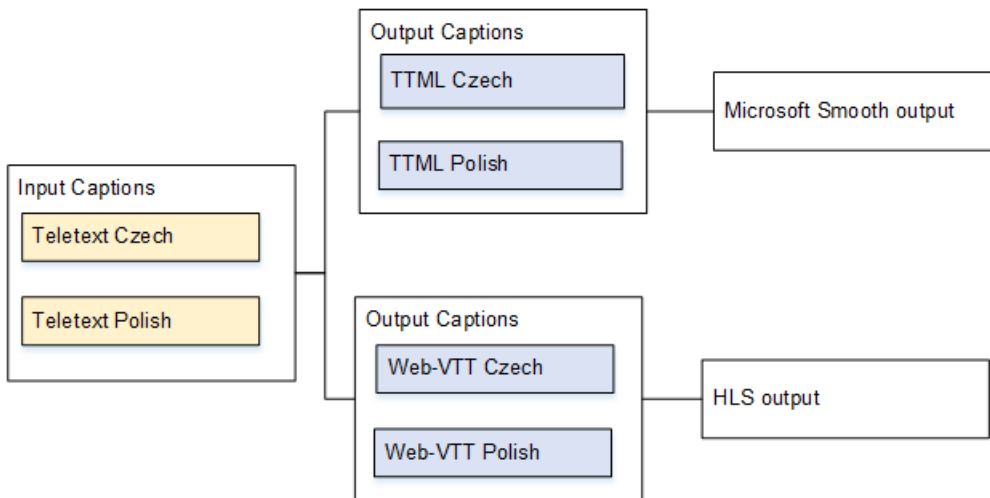 Input Captions
Teletext Czech
Teletext Polish
Output Captions
TTML Czech
TTML Polish
Microsoft Smooth output
Output Captions
Web-VTT Czech
Web-VTT Polish
HLS output